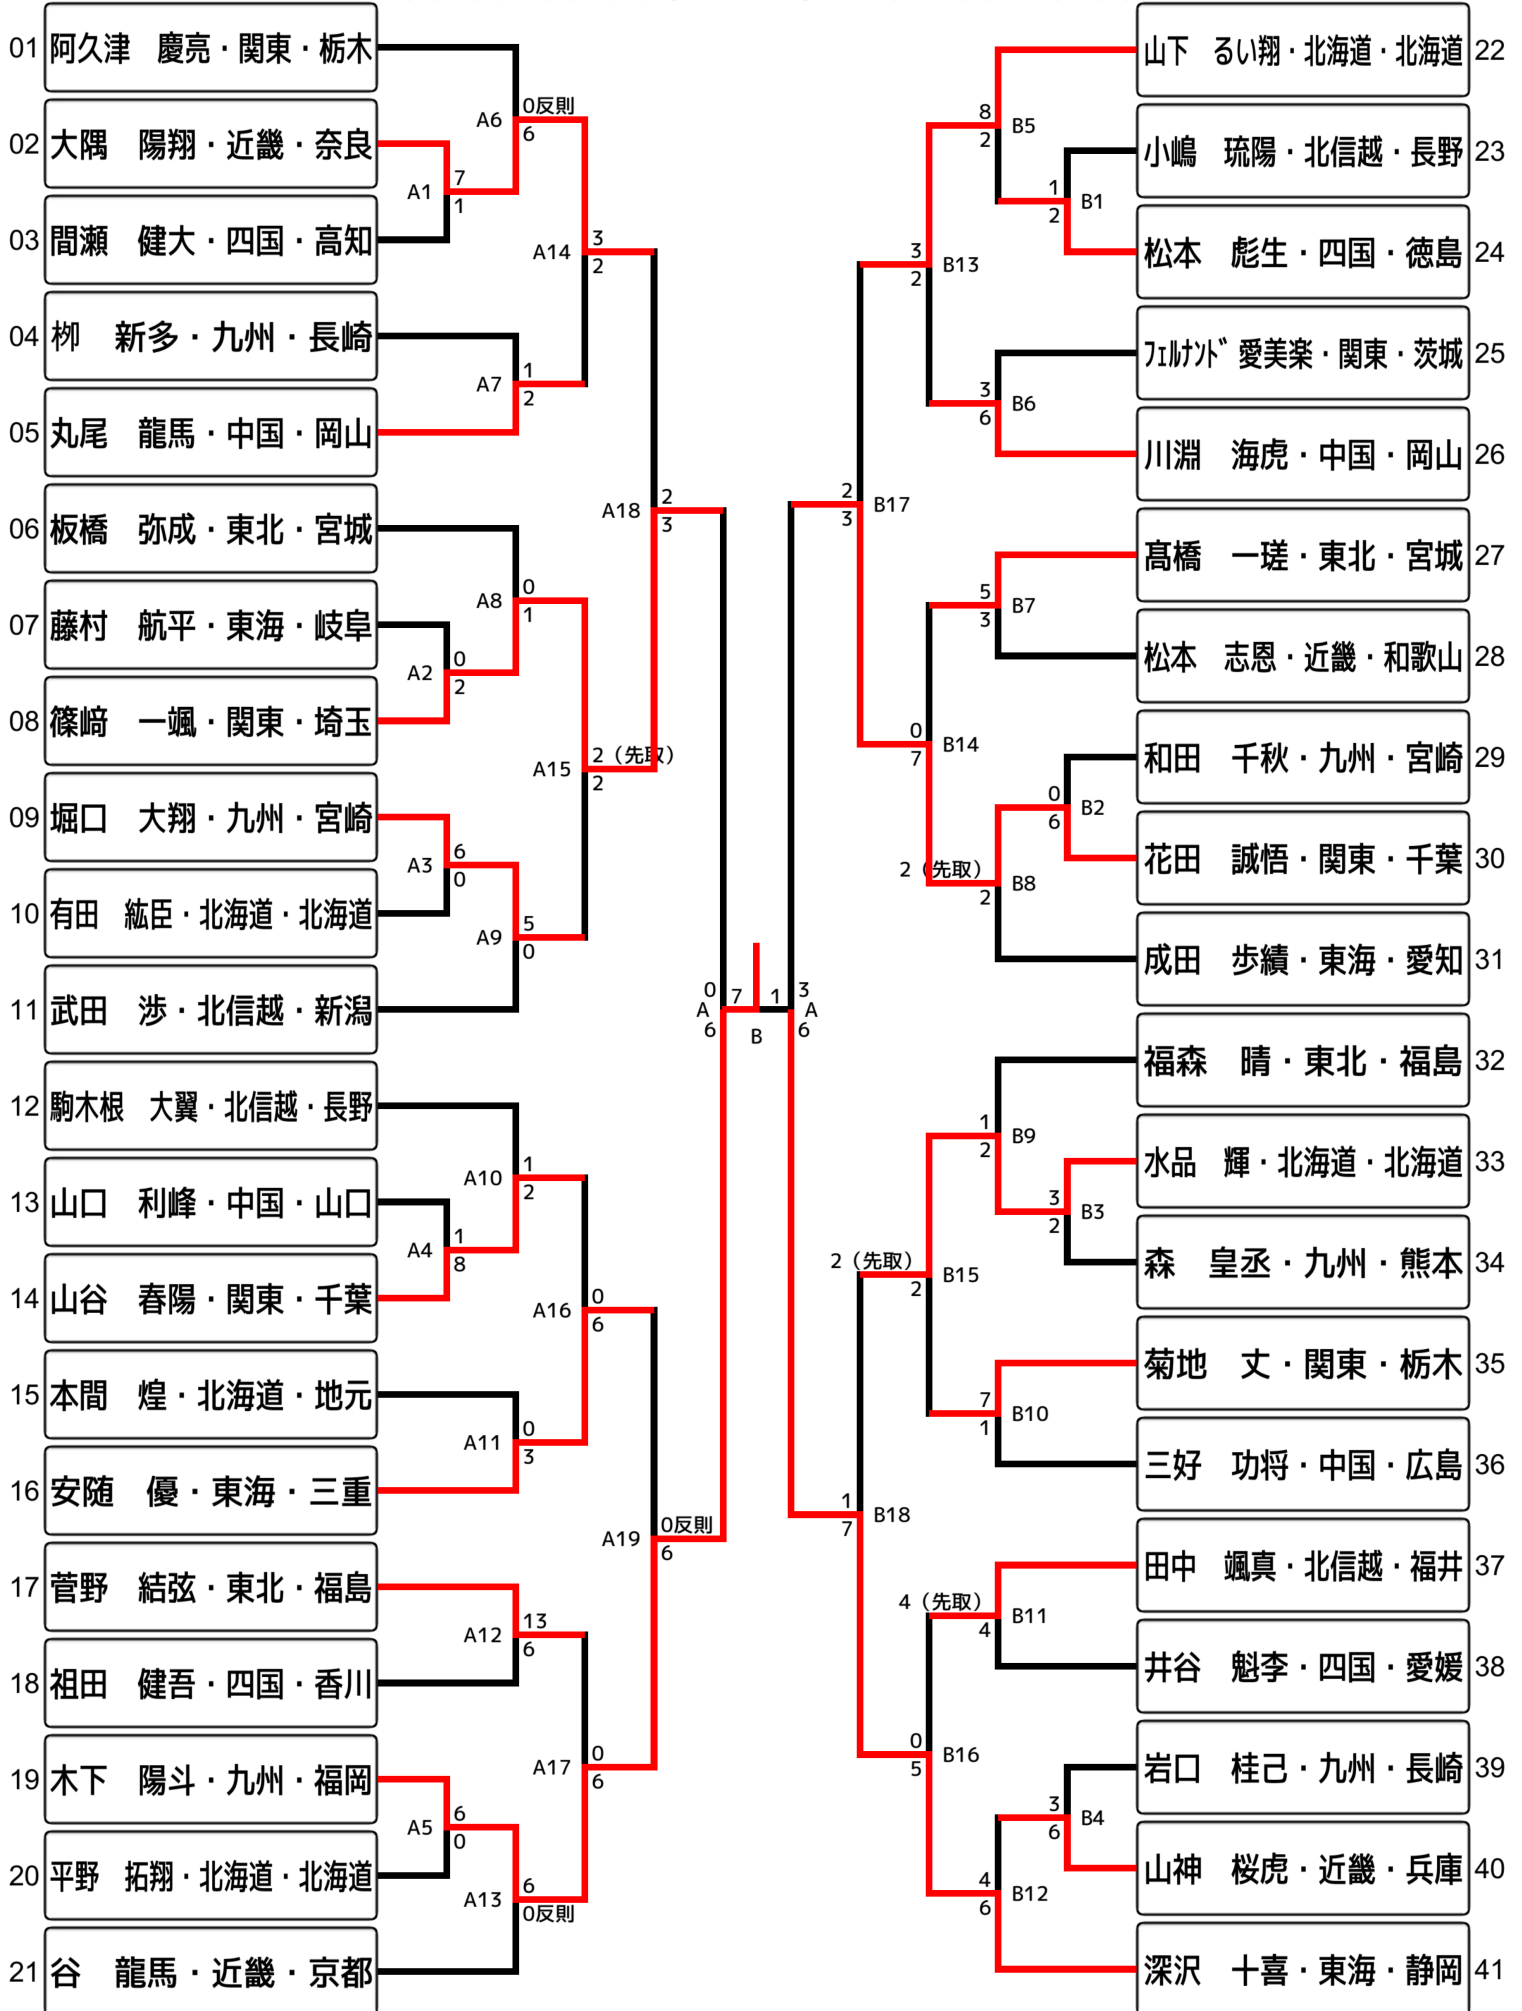 01 阿久津　慶亮・関東・栃木
02 大隅　陽翔・近畿・奈良
03 間瀬　健大・四国・高知
04 栁　新多・九州・長崎
05 丸尾　龍馬・中国・岡山
06 板橋　弥成・東北・宮城
07 藤村　航平・東海・岐阜
08 篠﨑　一颯・関東・埼玉
09 堀口　大翔・九州・宮崎
10 有田　紘臣・北海道・北海道
11 武田　渉・北信越・新潟
12 駒木根　大翼・北信越・長野
13 山口　利峰・中国・山口
14 山谷　春陽・関東・千葉
15 本間　煌・北海道・地元
16 安随　優・東海・三重
17 菅野　結弦・東北・福島
18 祖田　健吾・四国・香川
19 木下　陽斗・九州・福岡
20 平野　拓翔・北海道・北海道
21 谷　龍馬・近畿・京都
A1 7 1
A2 0 2
A3 6 0
A4 1 8
A5 6 0
A6 0反則 6
A7 1 2
A8 0 1
A9 5 0
A10 1 2
A11 0 3
A12 13 6
A13 6 0反則
A14 3 2
A15 2（先取） 2
A16 0 6
A17 0 6
A18 2 3
A19 0反則 6
0 A 6
7 B 1
3 A 6
B17 2 3
B18 1 7
B13 3 2
B14 0 7
B15 2（先取） 2
B16 0 5
B5 8 2
B6 3 6
B7 5 3
B8 2（先取） 2
B9 1 2
B10 7 1
B11 4（先取） 4
B12 4 6
B1 1 2
B2 0 6
B3 3 2
B4 3 6
山下　るい翔・北海道・北海道 22
小嶋　琉陽・北信越・長野 23
松本　彪生・四国・徳島 24
ﾌｪﾙﾅﾝﾄﾞ 愛美楽・関東・茨城 25
川淵　海虎・中国・岡山 26
髙橋　一瑳・東北・宮城 27
松本　志恩・近畿・和歌山 28
和田　千秋・九州・宮崎 29
花田　誠悟・関東・千葉 30
成田　歩績・東海・愛知 31
福森　晴・東北・福島 32
水品　輝・北海道・北海道 33
森　皇丞・九州・熊本 34
菊地　丈・関東・栃木 35
三好　功将・中国・広島 36
田中　颯真・北信越・福井 37
井谷　魁李・四国・愛媛 38
岩口　桂己・九州・長崎 39
山神　桜虎・近畿・兵庫 40
深沢　十喜・東海・静岡 41